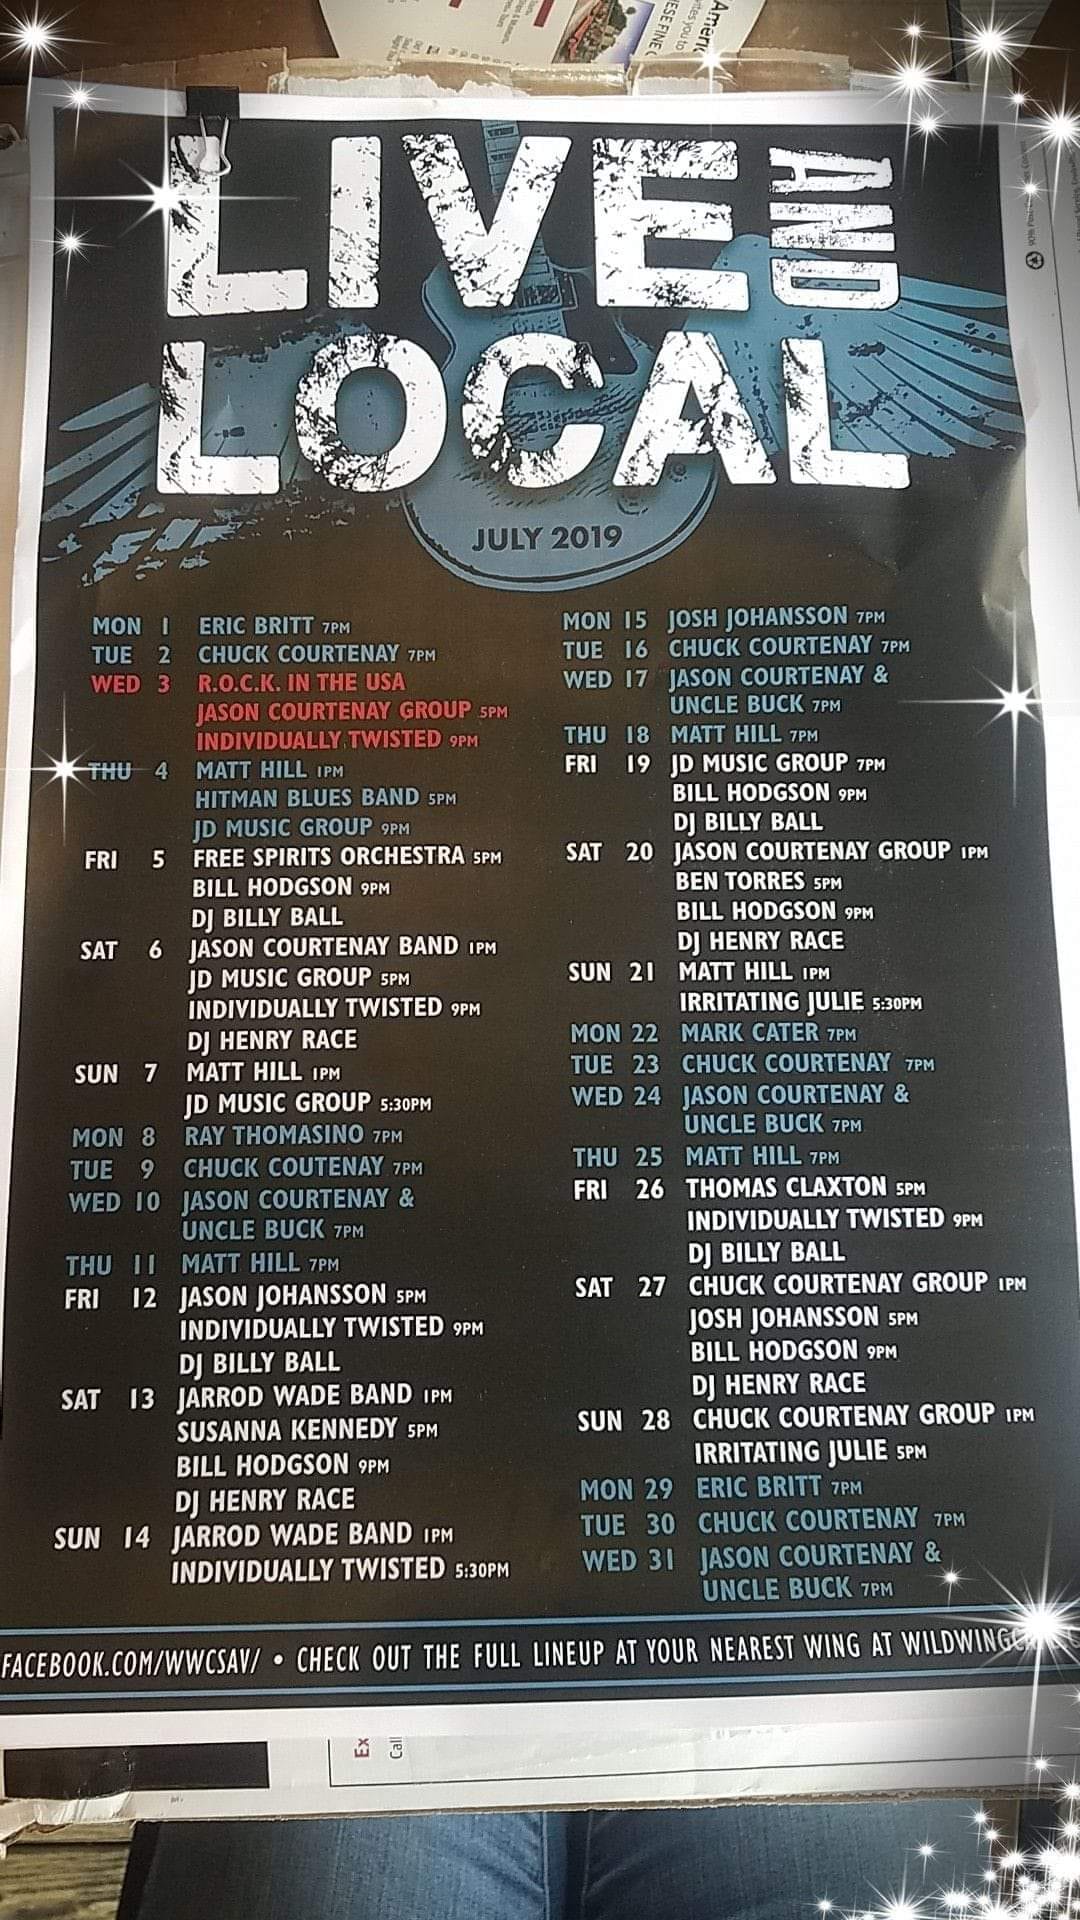 Americ
ites you to
ESE FINE
LIVE AND
LOCAL
JULY 2019
MON 1 ERIC BRITT 7PM
TUE 2 CHUCK COURTENAY 7PM
WED 3 R.O.C.K. IN THE USA
JASON COURTENAY GROUP 5PM
INDIVIDUALLY TWISTED 9PM
THU 4 MATT HILL 1PM
HITMAN BLUES BAND 5PM
JD MUSIC GROUP 9PM
FRI 5 FREE SPIRITS ORCHESTRA 5PM
BILL HODGSON 9PM
DJ BILLY BALL
SAT 6 JASON COURTENAY BAND 1PM
JD MUSIC GROUP 5PM
INDIVIDUALLY TWISTED 9PM
DJ HENRY RACE
SUN 7 MATT HILL 1PM
JD MUSIC GROUP 5:30PM
MON 8 RAY THOMASINO 7PM
TUE 9 CHUCK COUTENAY 7PM
WED 10 JASON COURTENAY &
UNCLE BUCK 7PM
THU 11 MATT HILL 7PM
FRI 12 JASON JOHANSSON 5PM
INDIVIDUALLY TWISTED 9PM
DJ BILLY BALL
SAT 13 JARROD WADE BAND 1PM
SUSANNA KENNEDY 5PM
BILL HODGSON 9PM
DJ HENRY RACE
SUN 14 JARROD WADE BAND 1PM
INDIVIDUALLY TWISTED 5:30PM
MON 15 JOSH JOHANSSON 7PM
TUE 16 CHUCK COURTENAY 7PM
WED 17 JASON COURTENAY &
UNCLE BUCK 7PM
THU 18 MATT HILL 7PM
FRI 19 JD MUSIC GROUP 7PM
BILL HODGSON 9PM
DJ BILLY BALL
SAT 20 JASON COURTENAY GROUP 1PM
BEN TORRES 5PM
BILL HODGSON 9PM
DJ HENRY RACE
SUN 21 MATT HILL 1PM
IRRITATING JULIE 5:30PM
MON 22 MARK CATER 7PM
TUE 23 CHUCK COURTENAY 7PM
WED 24 JASON COURTENAY &
UNCLE BUCK 7PM
THU 25 MATT HILL 7PM
FRI 26 THOMAS CLAXTON 5PM
INDIVIDUALLY TWISTED 9PM
DJ BILLY BALL
SAT 27 CHUCK COURTENAY GROUP 1PM
JOSH JOHANSSON 5PM
BILL HODGSON 9PM
DJ HENRY RACE
SUN 28 CHUCK COURTENAY GROUP 1PM
IRRITATING JULIE 5PM
MON 29 ERIC BRITT 7PM
TUE 30 CHUCK COURTENAY 7PM
WED 31 JASON COURTENAY &
UNCLE BUCK 7PM
FACEBOOK.COM/WWCSAV/ • CHECK OUT THE FULL LINEUP AT YOUR NEAREST WING AT WILDWING
Ex
Call